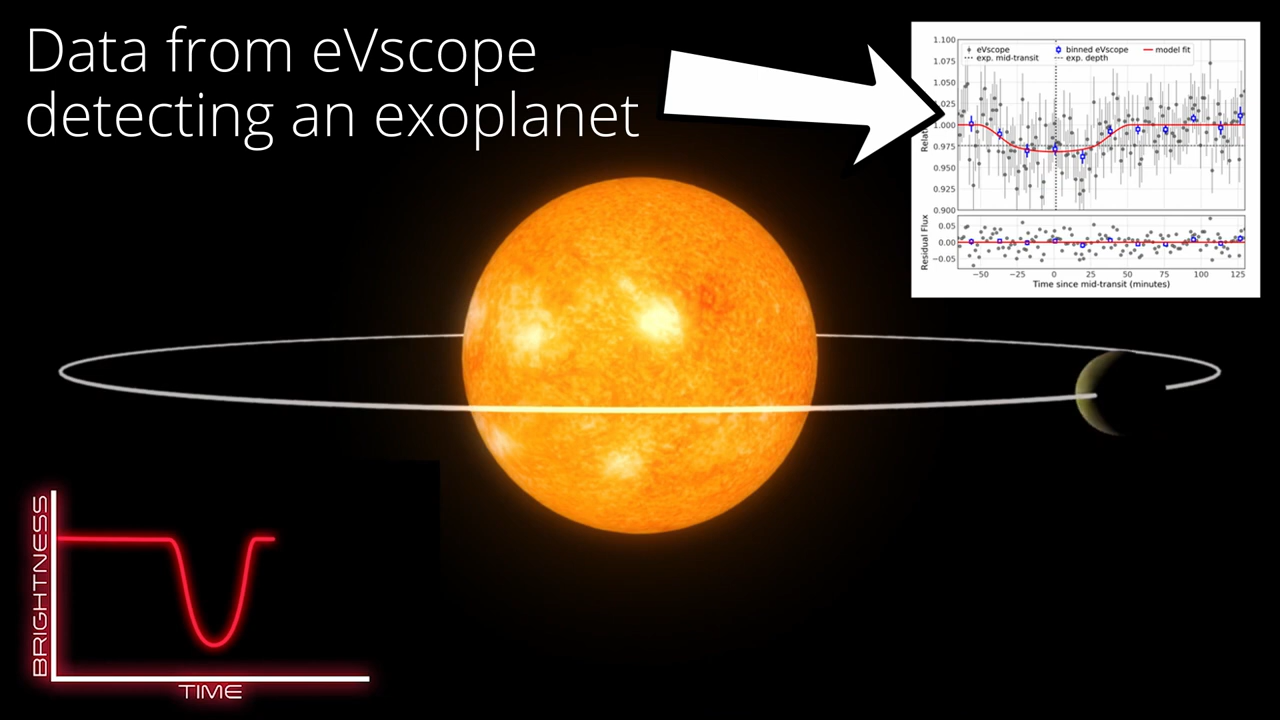 Data from eVscope
detecting an exoplanet
eVscope
binned eVscope
model fit
exp. mid-transit
exp. depth
1.100
1.075
1.050
1.025
1.000
0.975
0.950
0.925
0.900
0.05
0.00
−0.05
Residual Flux
−50
−25
0
25
50
75
100
125
Time since mid-transit (minutes)
BRIGHTNESS
TIME